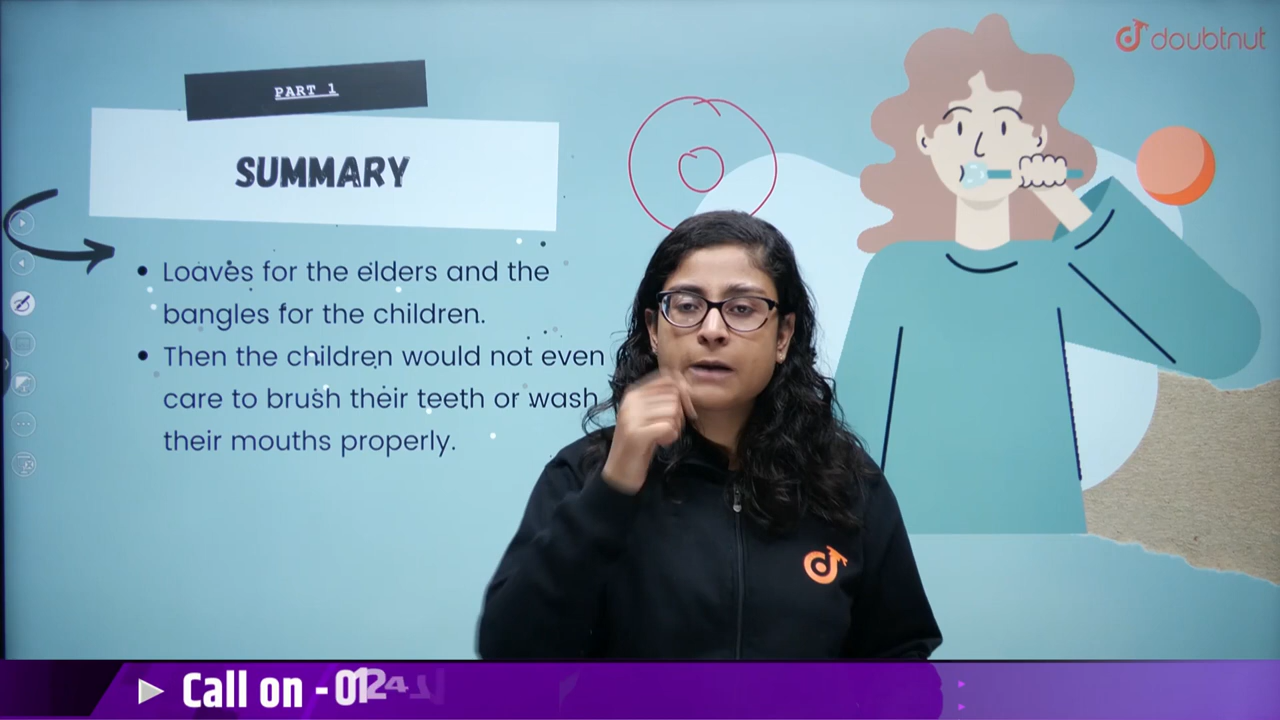 doubtnut
PART 1
SUMMARY
• Loaves for the elders and the
bangles for the children.
• Then the children would not even
care to brush their teeth or wash
their mouths properly.
Call on - 0124